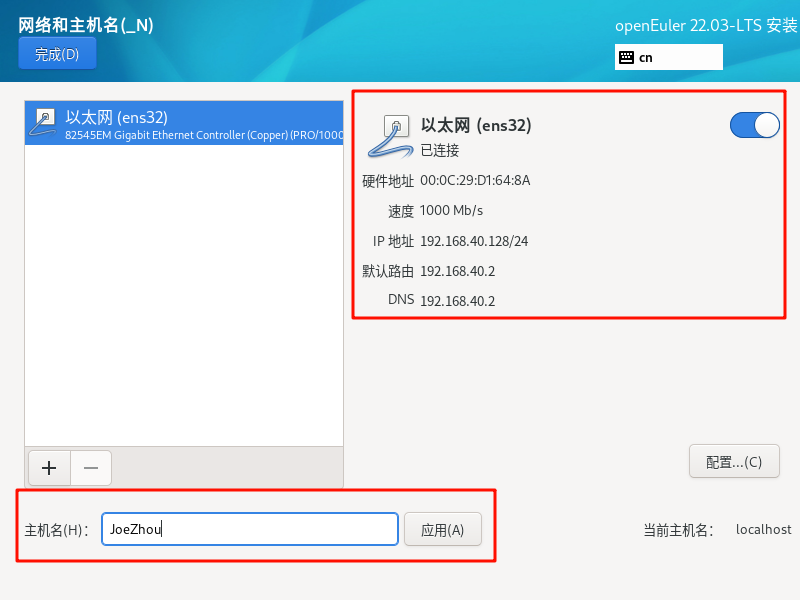 网络和主机名(_N)
openEuler 22.03-LTS 安装
完成(D)
cn
以太网 (ens32)
82545EM Gigabit Ethernet Controller (Copper) (PRO/1000
以太网 (ens32)
已连接
硬件地址 00:0C:29:D1:64:8A
速度 1000 Mb/s
IP 地址 192.168.40.128/24
默认路由 192.168.40.2
DNS 192.168.40.2
配置...(C)
主机名(H)： JoeZhou 应用(A) 当前主机名： localhost